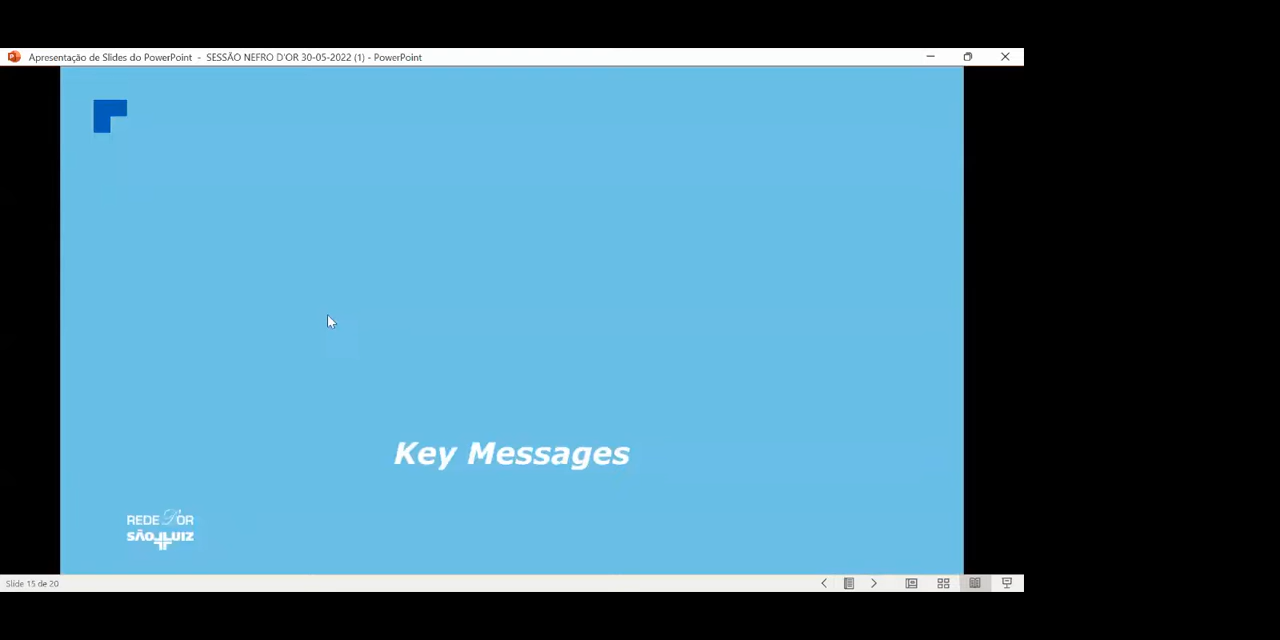 Apresentação de Slides do PowerPoint - SESSÃO NEFRO D'OR 30-05-2022 (1) - PowerPoint
Key Messages
REDE D'OR
SÃO LUIZ
Slide 15 de 20